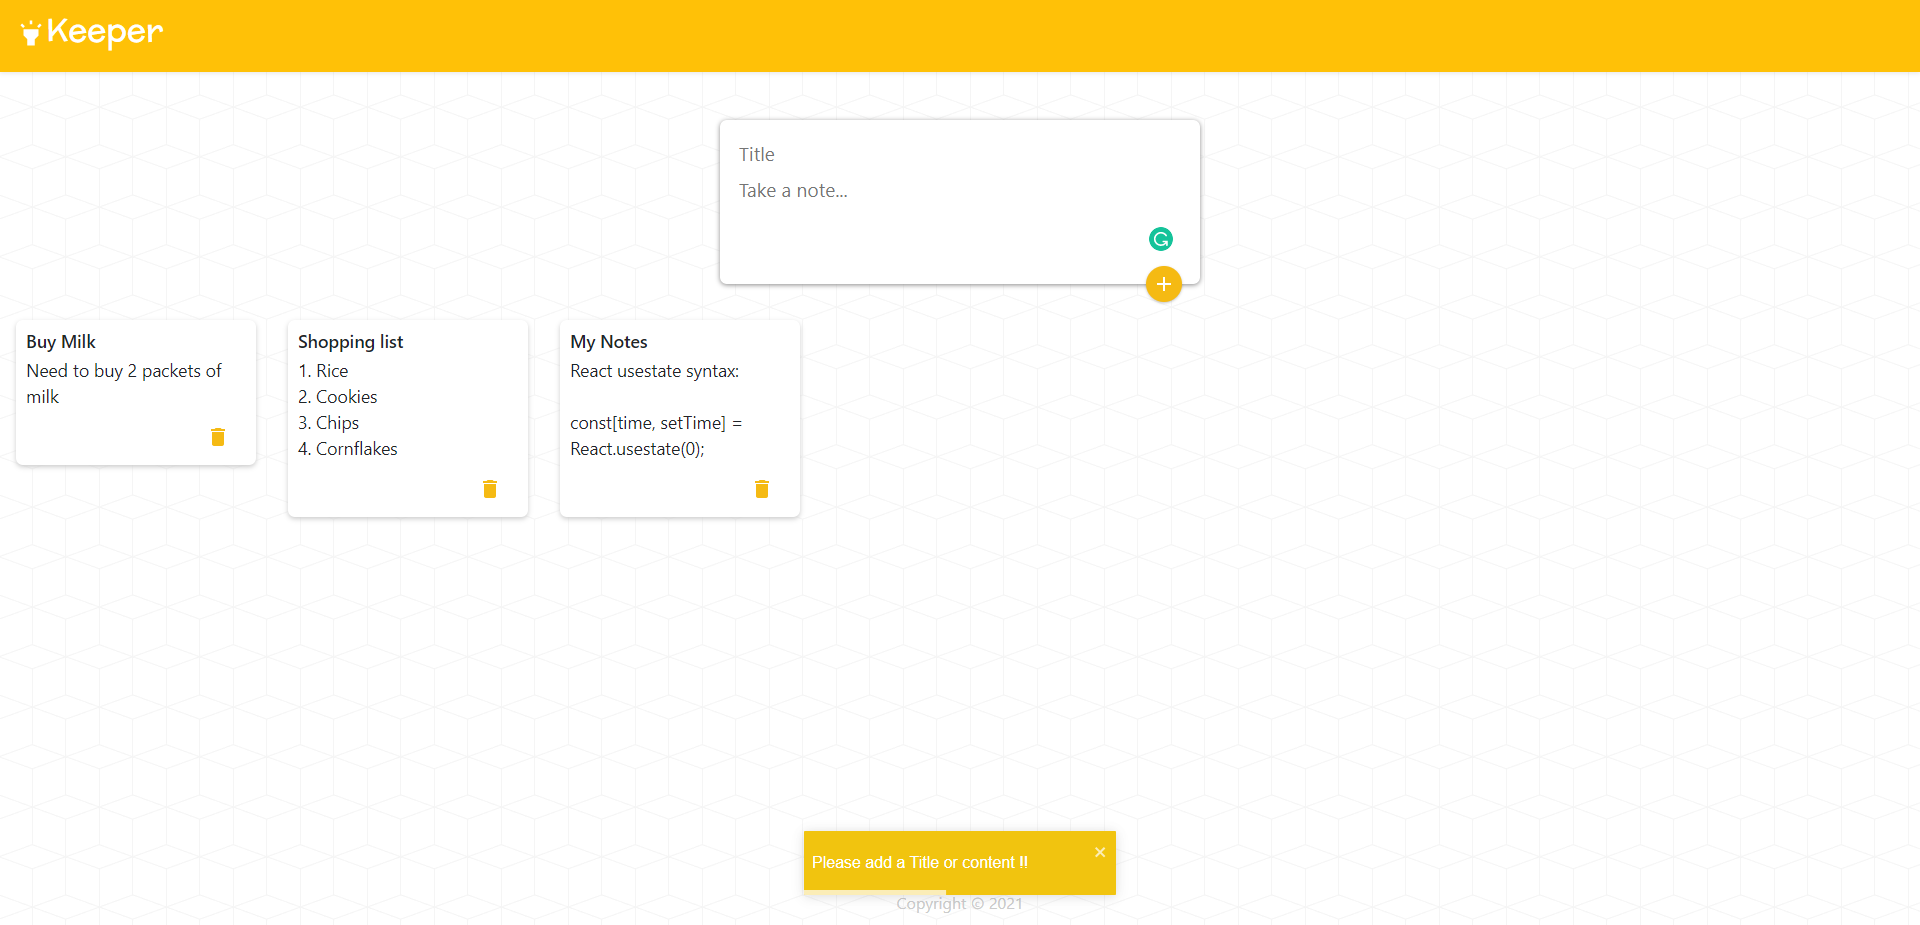 Keeper
Title
Take a note...
Buy Milk
Need to buy 2 packets of
milk
Shopping list
1. Rice
2. Cookies
3. Chips
4. Cornflakes
My Notes
React usestate syntax:
const[time, setTime] =
React.usestate(0);
Please add a Title or content !!
Copyright © 2021